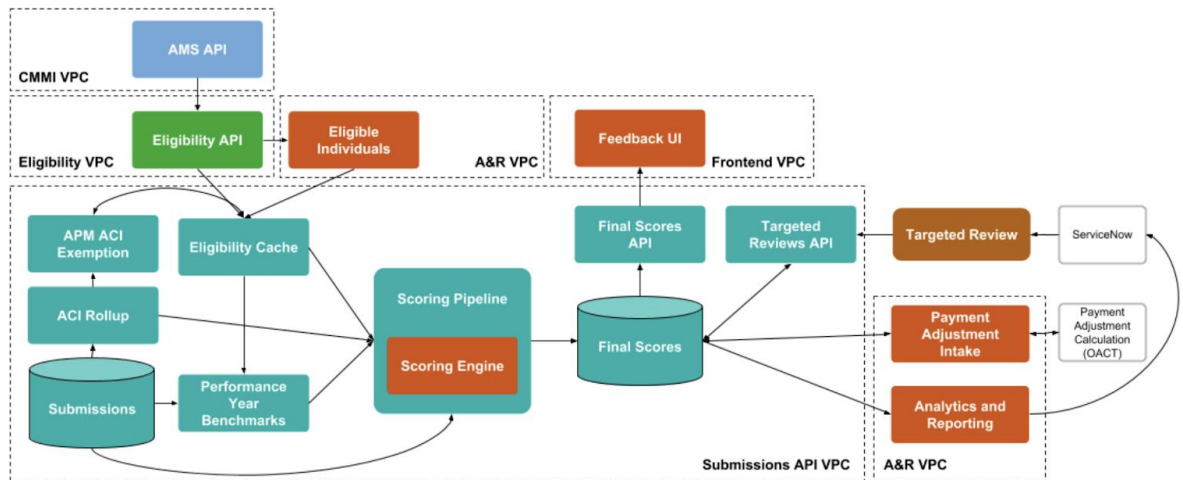 AMS API
CMMI VPC
Eligibility API
Eligible
Individuals
Feedback UI
Eligibility VPC
A&R VPC
Frontend VPC
APM ACI
Exemption
Eligibility Cache
Final Scores
API
Targeted
Reviews API
Targeted Review
ServiceNow
ACI Rollup
Scoring Pipeline
Scoring Engine
Final Scores
Payment
Adjustment
Intake
Payment
Adjustment
Calculation
(OACT)
Submissions
Performance
Year
Benchmarks
Analytics and
Reporting
Submissions API VPC
A&R VPC